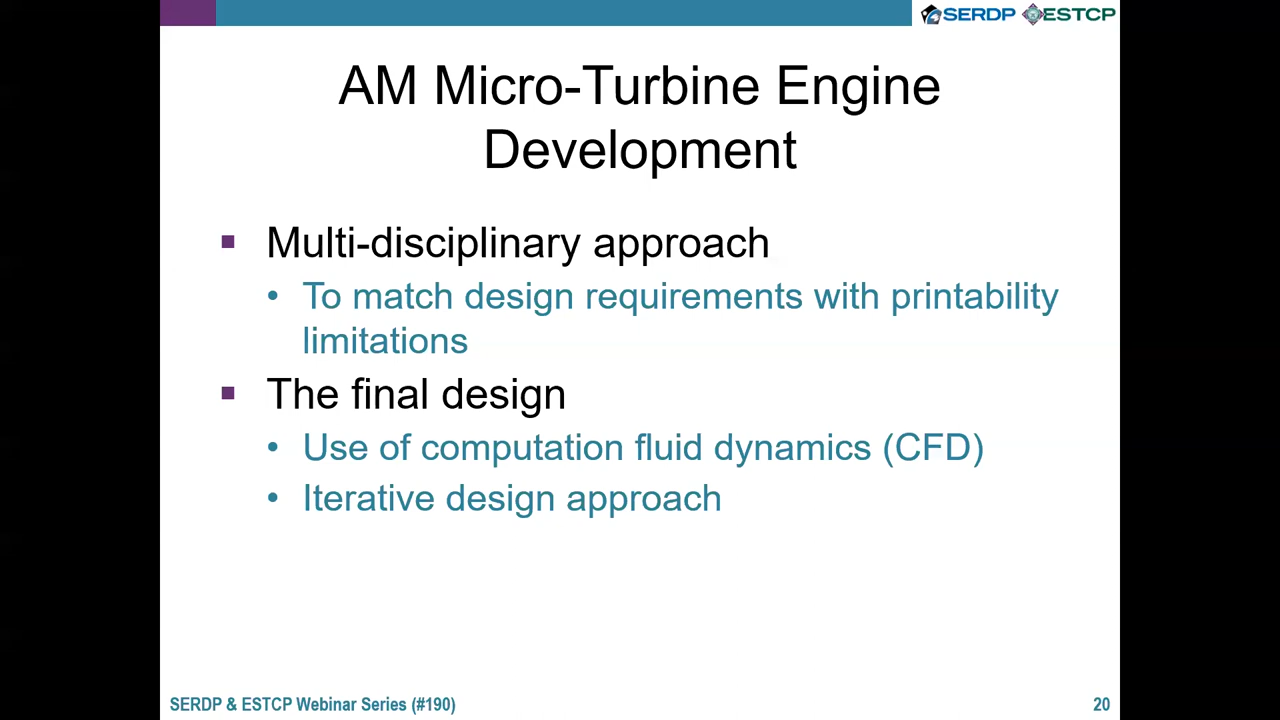 SERDP ESTCP
AM Micro-Turbine Engine
Development
Multi-disciplinary approach
To match design requirements with printability
limitations
The final design
Use of computation fluid dynamics (CFD)
Iterative design approach
SERDP & ESTCP Webinar Series (#190)
20